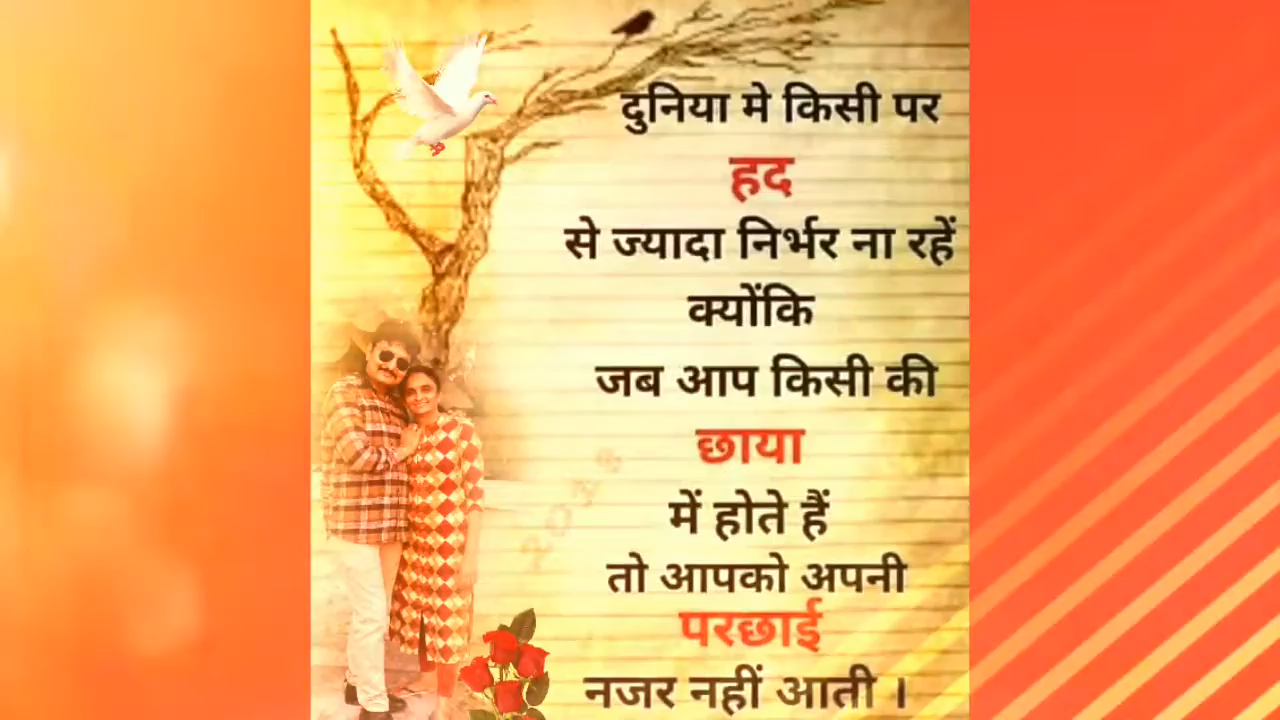 दुनिया मे किसी पर
हद
से ज्यादा निर्भर ना रहें
क्योंकि
जब आप किसी की
छाया
में होते हैं
तो आपको अपनी
परछाई
नजर नहीं आती ।